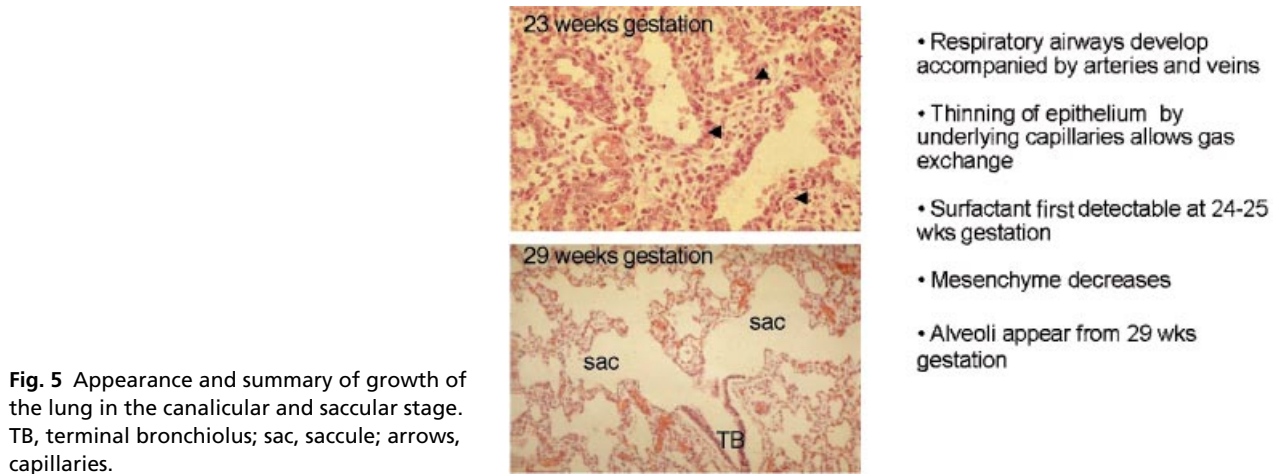 23 weeks gestation
29 weeks gestation
sac
sac
TB
• Respiratory airways develop
accompanied by arteries and veins
• Thinning of epithelium by
underlying capillaries allows gas
exchange
• Surfactant first detectable at 24-25
wks gestation
• Mesenchyme decreases
• Alveoli appear from 29 wks
gestation
Fig. 5 Appearance and summary of growth of
the lung in the canalicular and saccular stage.
TB, terminal bronchiolus; sac, saccule; arrows,
capillaries.